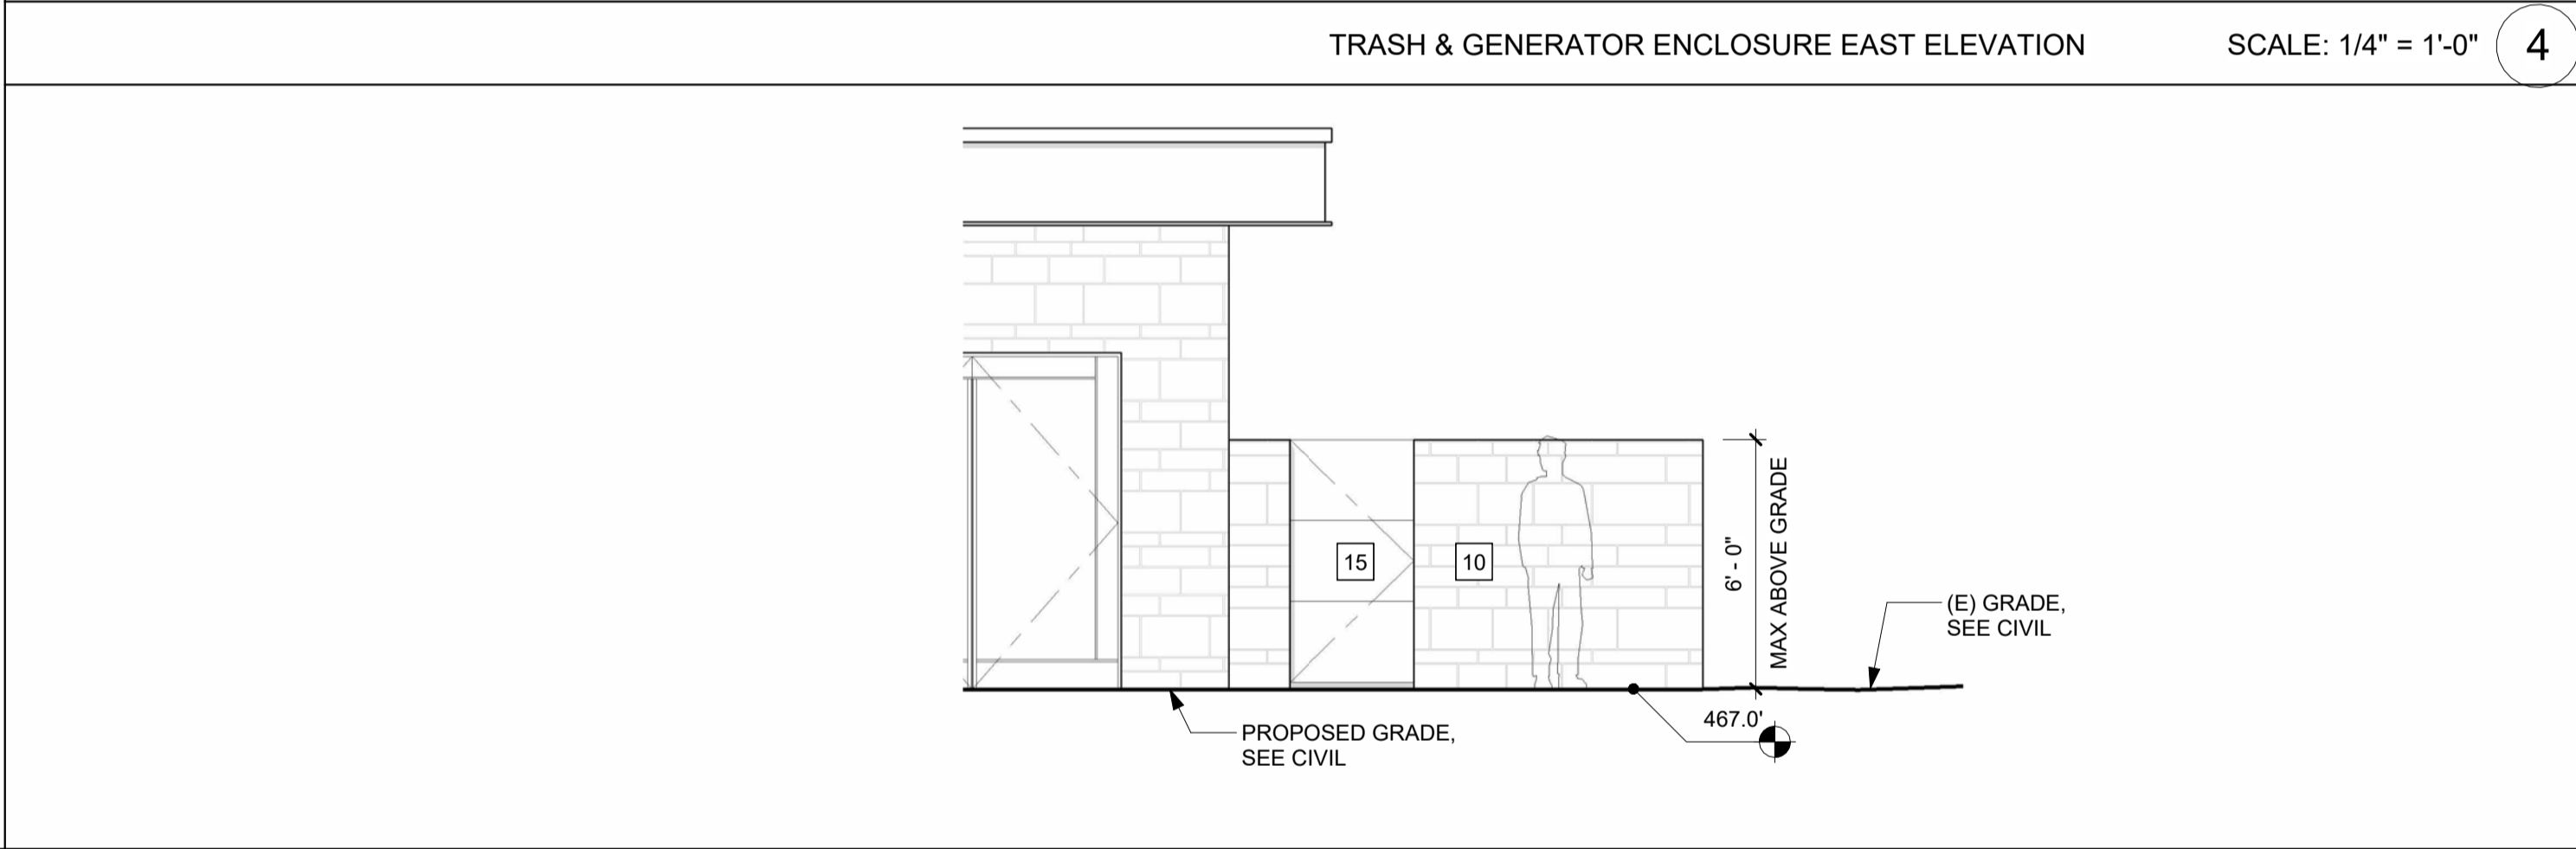 TRASH & GENERATOR ENCLOSURE EAST ELEVATION
SCALE: 1/4" = 1'-0"
4
15
10
6' - 0"
MAX ABOVE GRADE
(E) GRADE,
SEE CIVIL
467.0'
PROPOSED GRADE,
SEE CIVIL